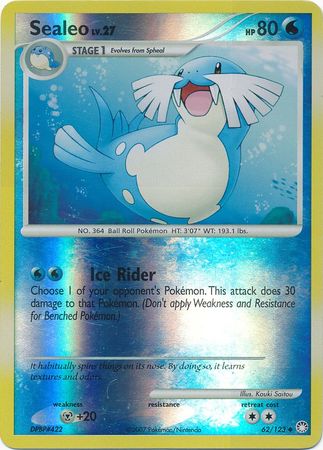 Sealeo LV.27
HP 80
STAGE 1 Evolves from Spheal
NO. 364 Ball Roll Pokémon HT: 3'07" WT: 193.1 lbs.
Ice Rider
Choose 1 of your opponent's Pokémon. This attack does 30
damage to that Pokémon. (Don't apply Weakness and Resistance
for Benched Pokémon.)
It habitually spins things on its nose. By doing so, it learns
textures and odors.
Illus. Kouki Saitou
weakness resistance retreat cost
+20
DPBP#422 ©2007 Pokémon/Nintendo 62/123